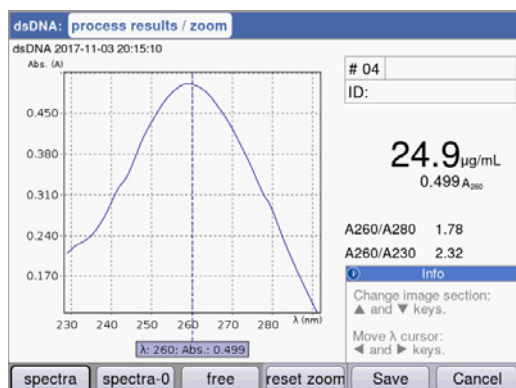 dsDNA: process results / zoom
dsDNA 2017-11-03 20:15:10
Abs. (A)
0.450
0.380
0.310
0.240
0.170
230 240 250 260 270 280 λ (nm)
λ: 260; Abs.: 0.499
# 04
ID:
24.9 µg/mL
0.499 A260
A260/A280 1.78
A260/A230 2.32
Info
Change image section:
▲ and ▼ keys.
Move λ cursor:
◀ and ▶ keys.
spectra spectra-0 free reset zoom Save Cancel